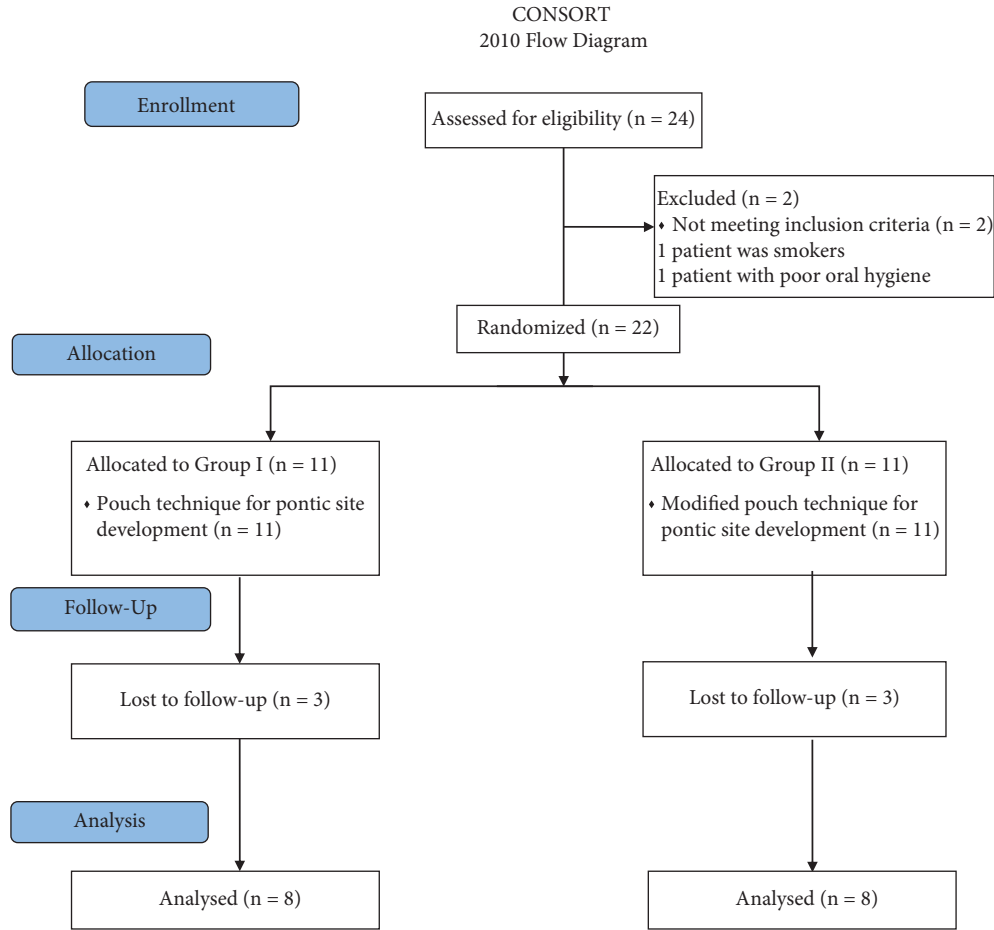 CONSORT
2010 Flow Diagram
Enrollment
Assessed for eligibility (n = 24)
Excluded (n = 2)
♦ Not meeting inclusion criteria (n = 2)
1 patient was smokers
1 patient with poor oral hygiene
Randomized (n = 22)
Allocation
Allocated to Group I (n = 11)
♦ Pouch technique for pontic site
development (n = 11)
Allocated to Group II (n = 11)
♦ Modified pouch technique for
pontic site development (n = 11)
Follow-Up
Lost to follow-up (n = 3)
Lost to follow-up (n = 3)
Analysis
Analysed (n = 8)
Analysed (n = 8)